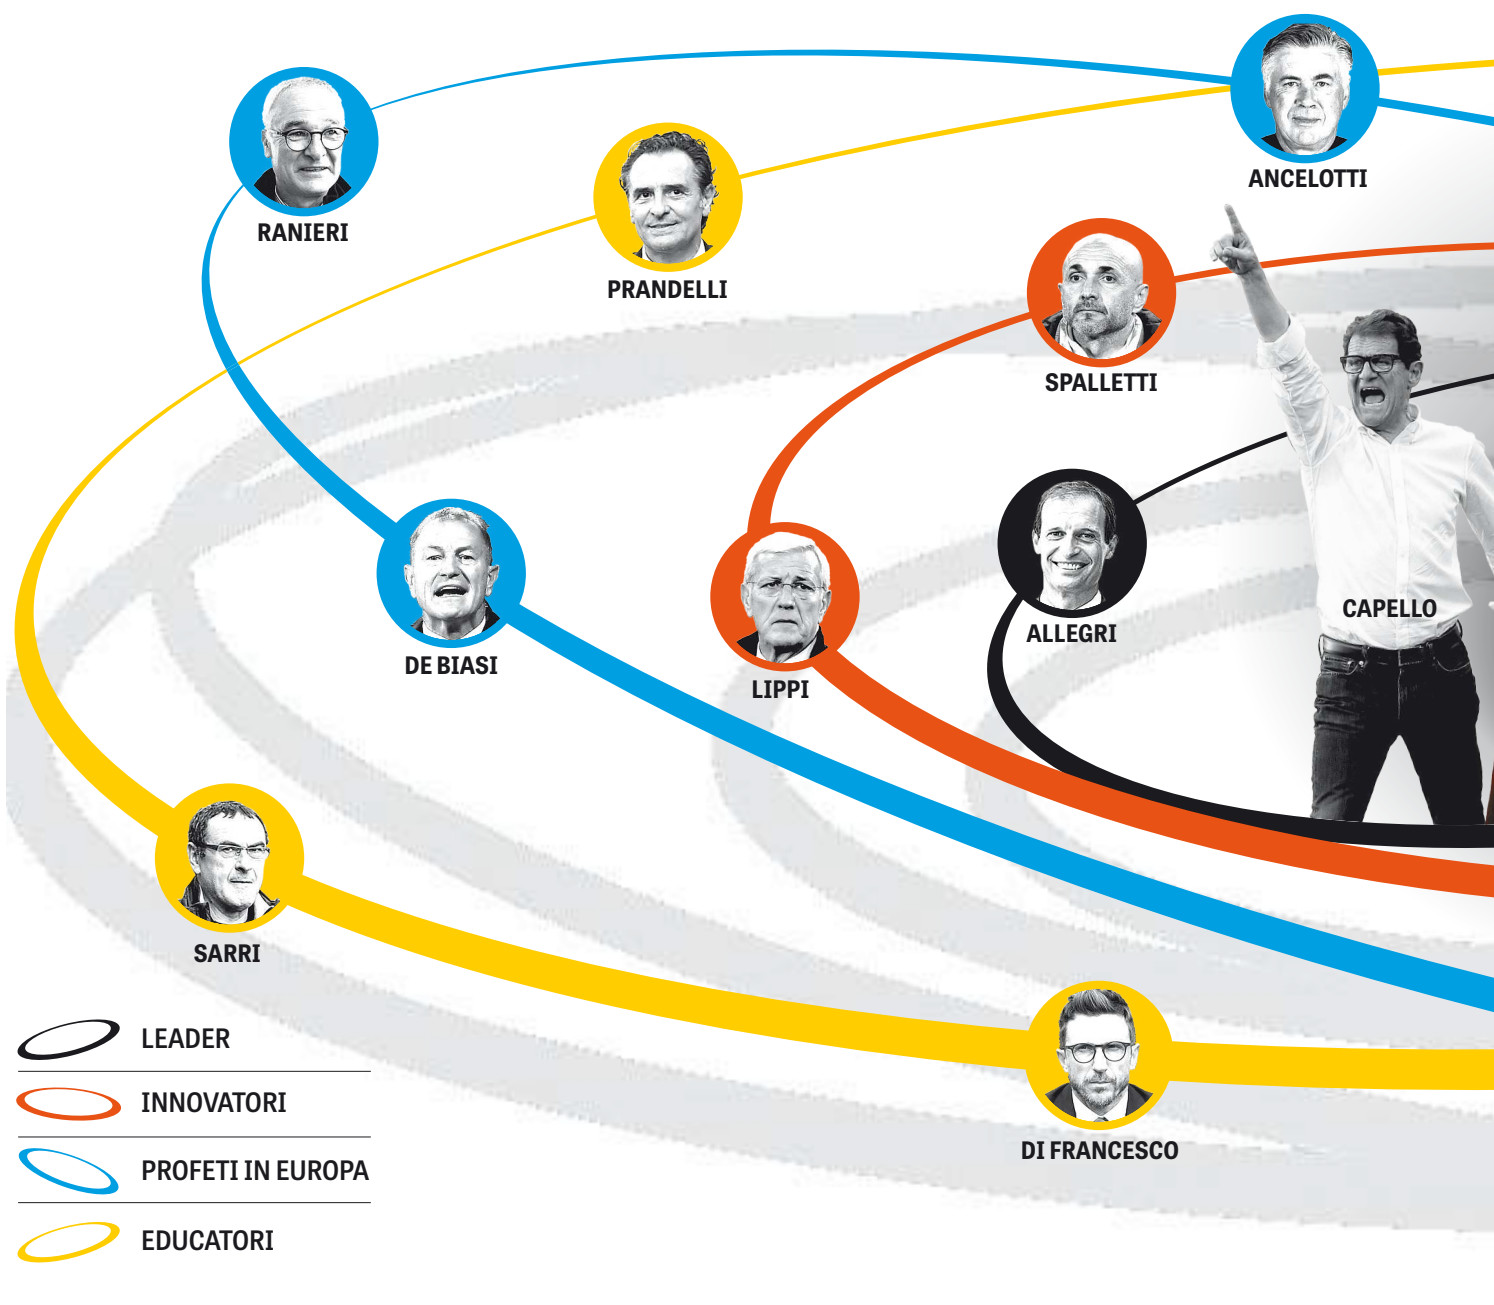 ANCELOTTI
RANIERI
PRANDELLI
SPALLETTI
CAPELLO
ALLEGRI
DE BIASI
LIPPI
SARRI
DI FRANCESCO
LEADER
INNOVATORI
PROFETI IN EUROPA
EDUCATORI